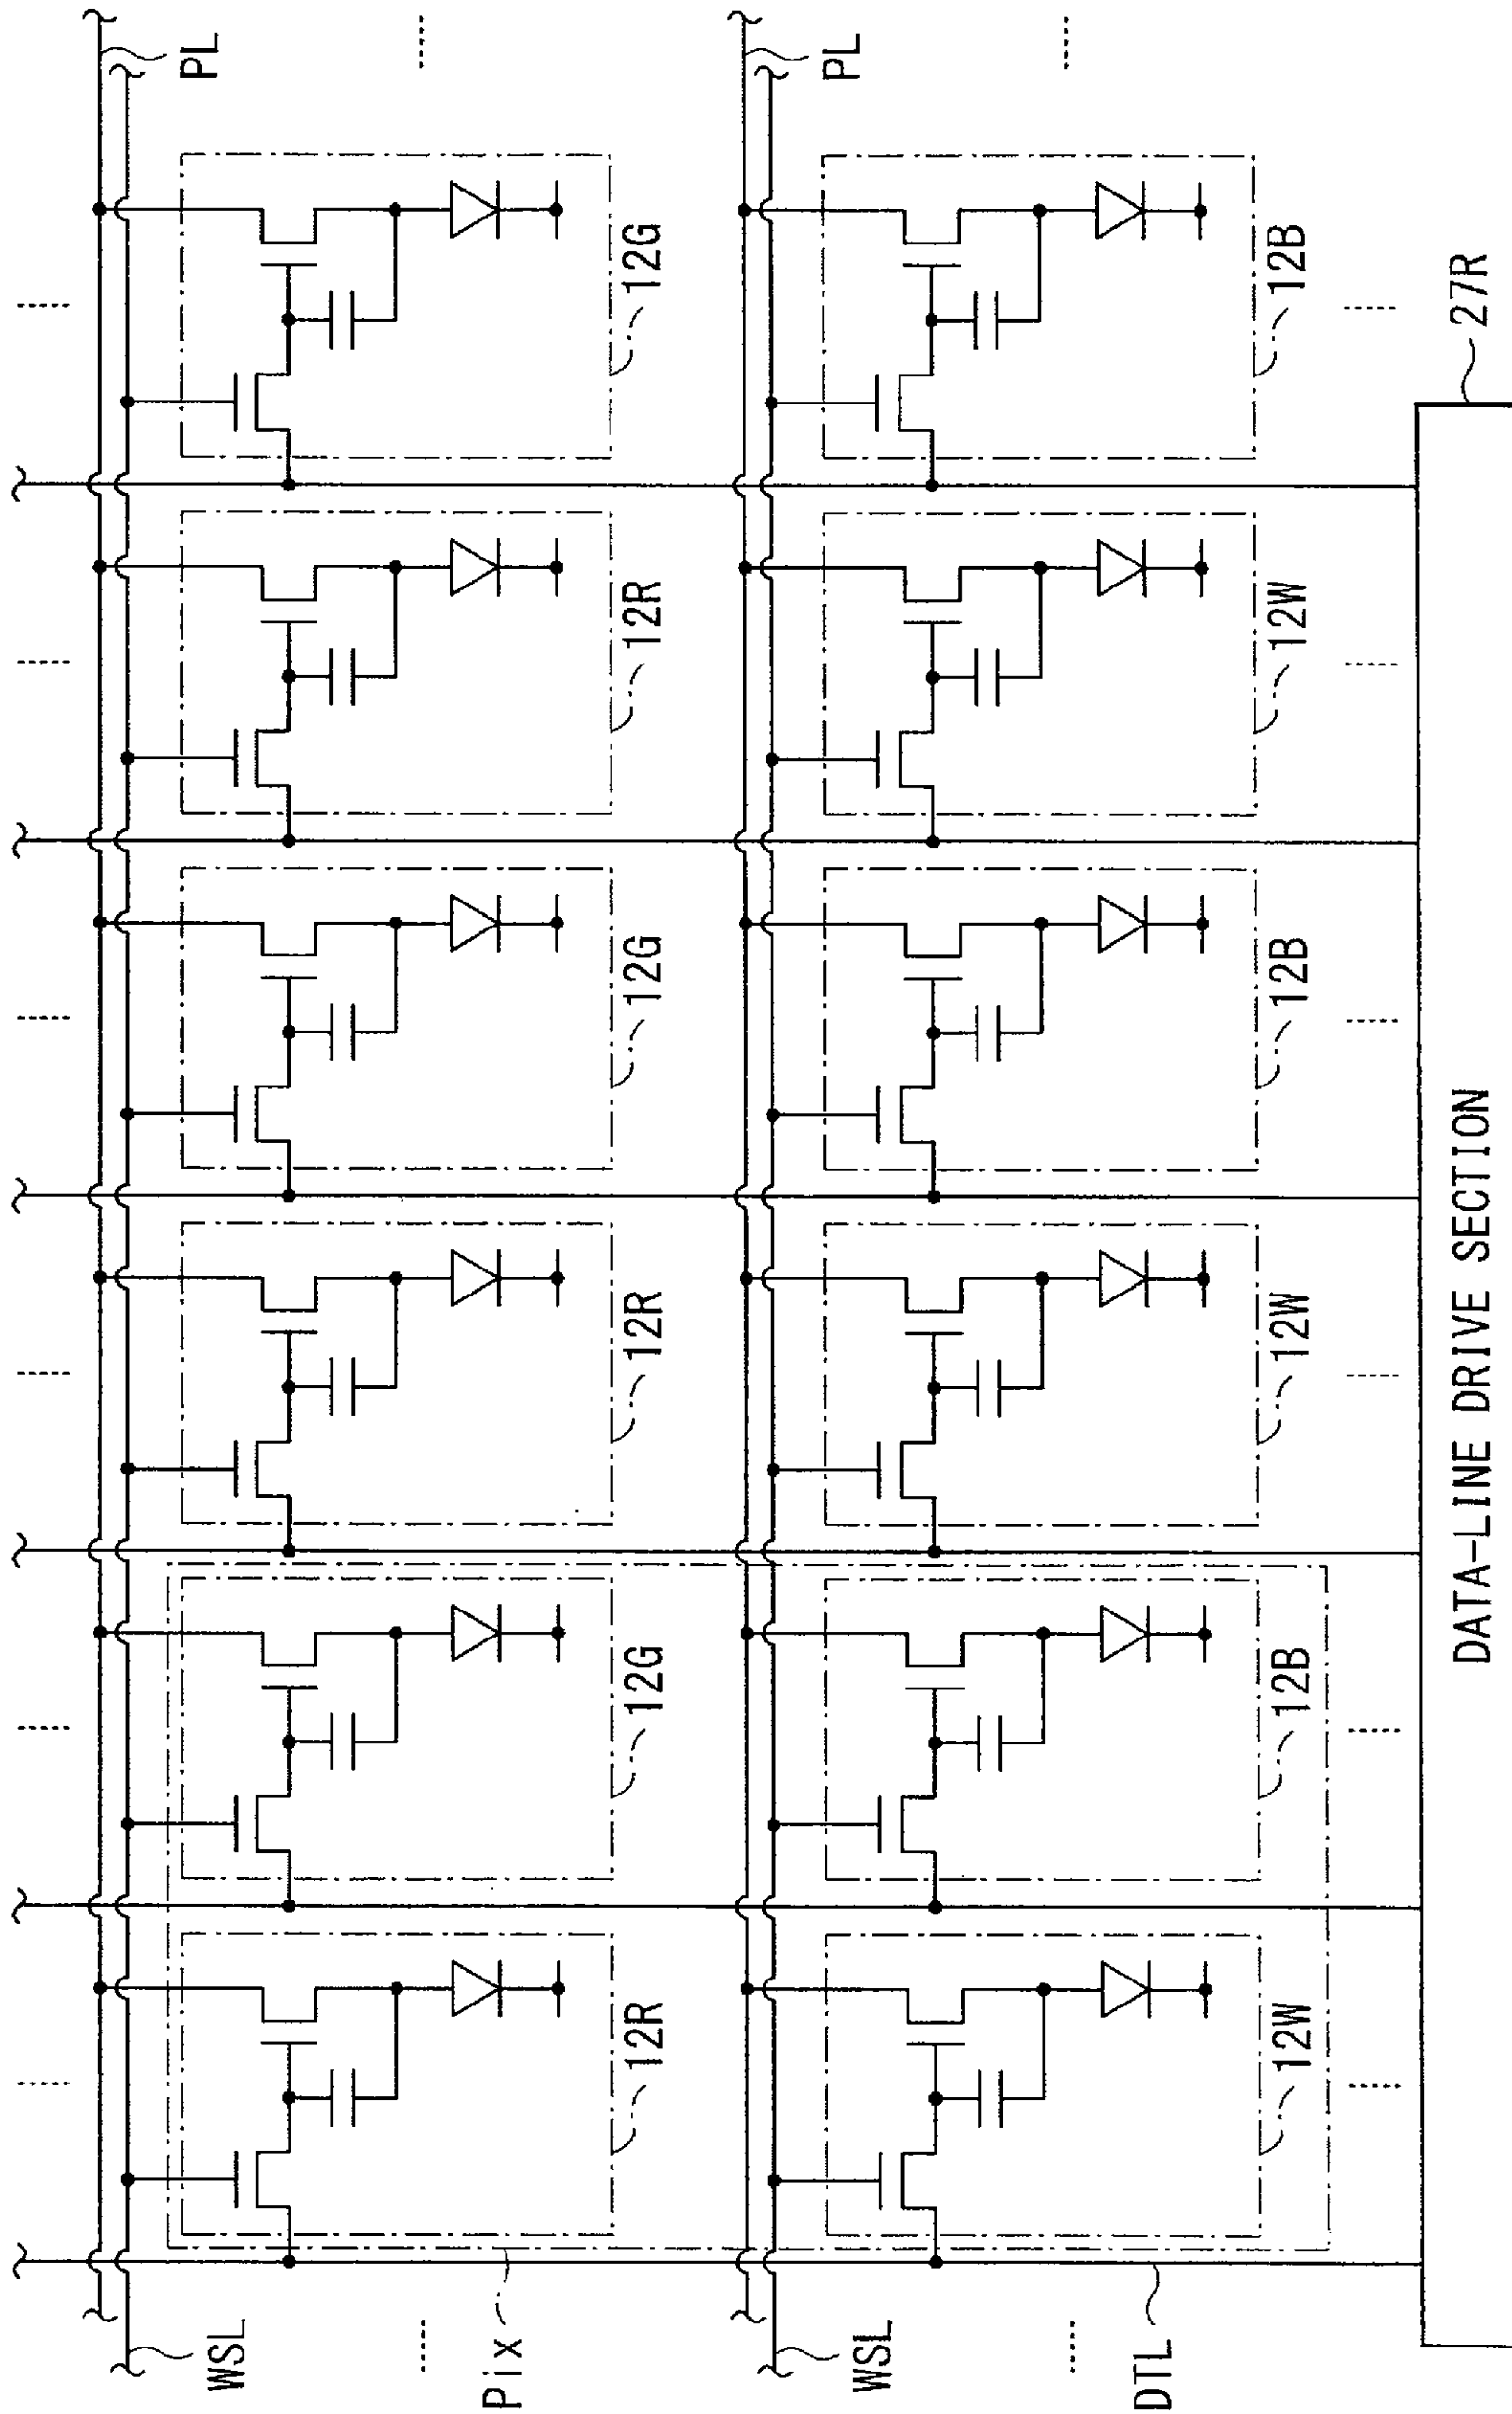 WSL
PL
Pix
12R
12G
12R
12G
12R
12G
WSL
PL
DTL
12W
12B
12W
12B
12W
12B
DATA-LINE DRIVE SECTION
27R